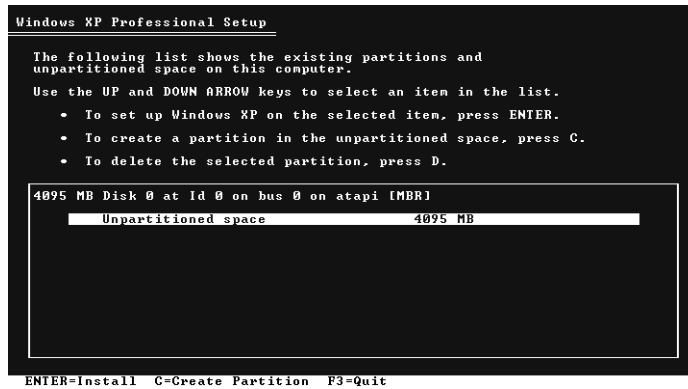 Windows XP Professional Setup
The following list shows the existing partitions and
unpartitioned space on this computer.
Use the UP and DOWN ARROW keys to select an item in the list.
• To set up Windows XP on the selected item, press ENTER.
• To create a partition in the unpartitioned space, press C.
• To delete the selected partition, press D.
4095 MB Disk 0 at Id 0 on bus 0 on atapi [MBR]
Unpartitioned space 4095 MB
ENTER=Install C=Create Partition F3=Quit